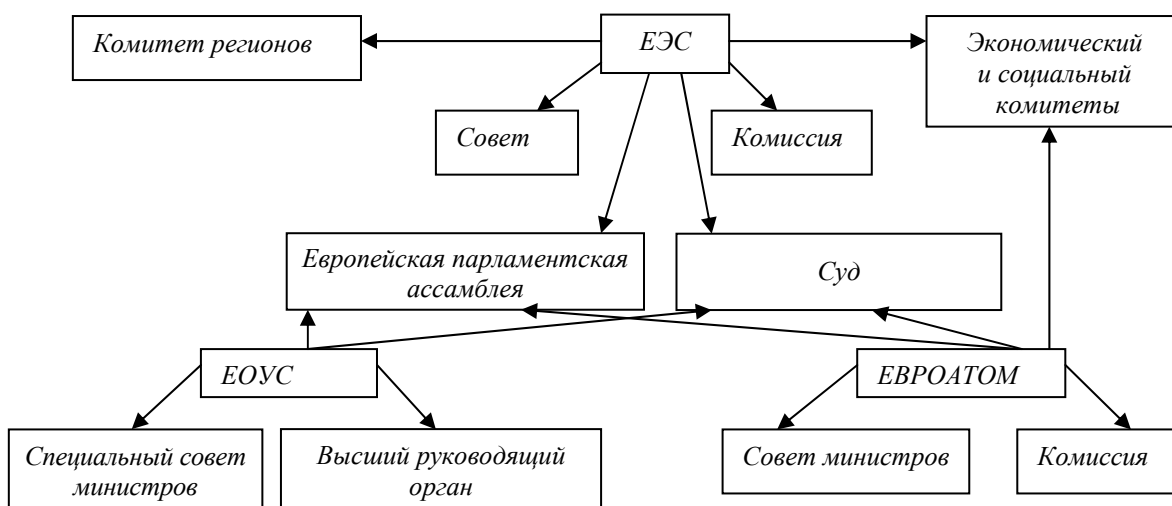 Комитет регионов
ЕЭС
Экономический
и социальный
комитеты
Совет
Комиссия
Европейская парламентская
ассамблея
Суд
ЕОУС
ЕВРОАТОМ
Специальный совет
министров
Высший руководящий
орган
Совет министров
Комиссия